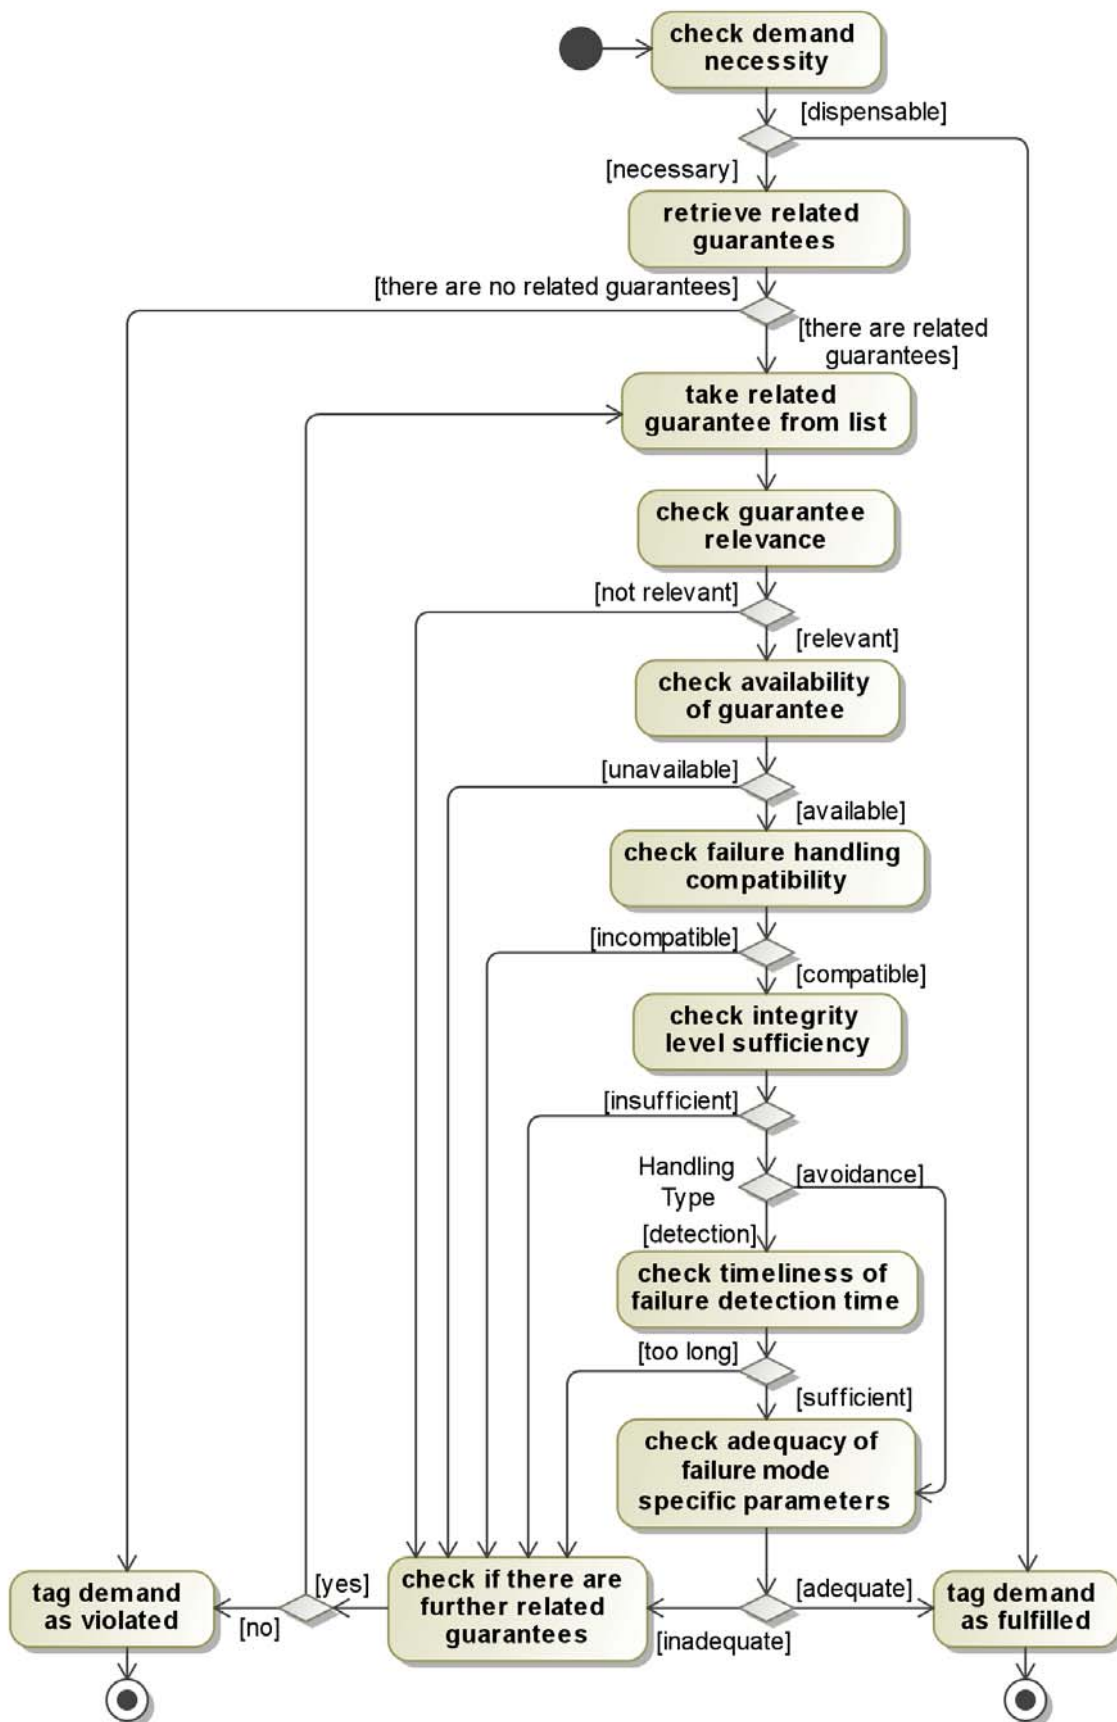 check demand
necessity
[dispensable]
[necessary]
retrieve related
guarantees
[there are no related guarantees]
[there are related
guarantees]
take related
guarantee from list
check guarantee
relevance
[not relevant]
[relevant]
check availability
of guarantee
[unavailable]
[available]
check failure handling
compatibility
[incompatible]
[compatible]
check integrity
level sufficiency
[insufficient]
Handling
Type
[avoidance]
[detection]
check timeliness of
failure detection time
[too long]
[sufficient]
check adequacy of
failure mode
specific parameters
tag demand
as violated
[yes]
[no]
check if there are
further related
guarantees
[adequate]
[inadequate]
tag demand
as fulfilled